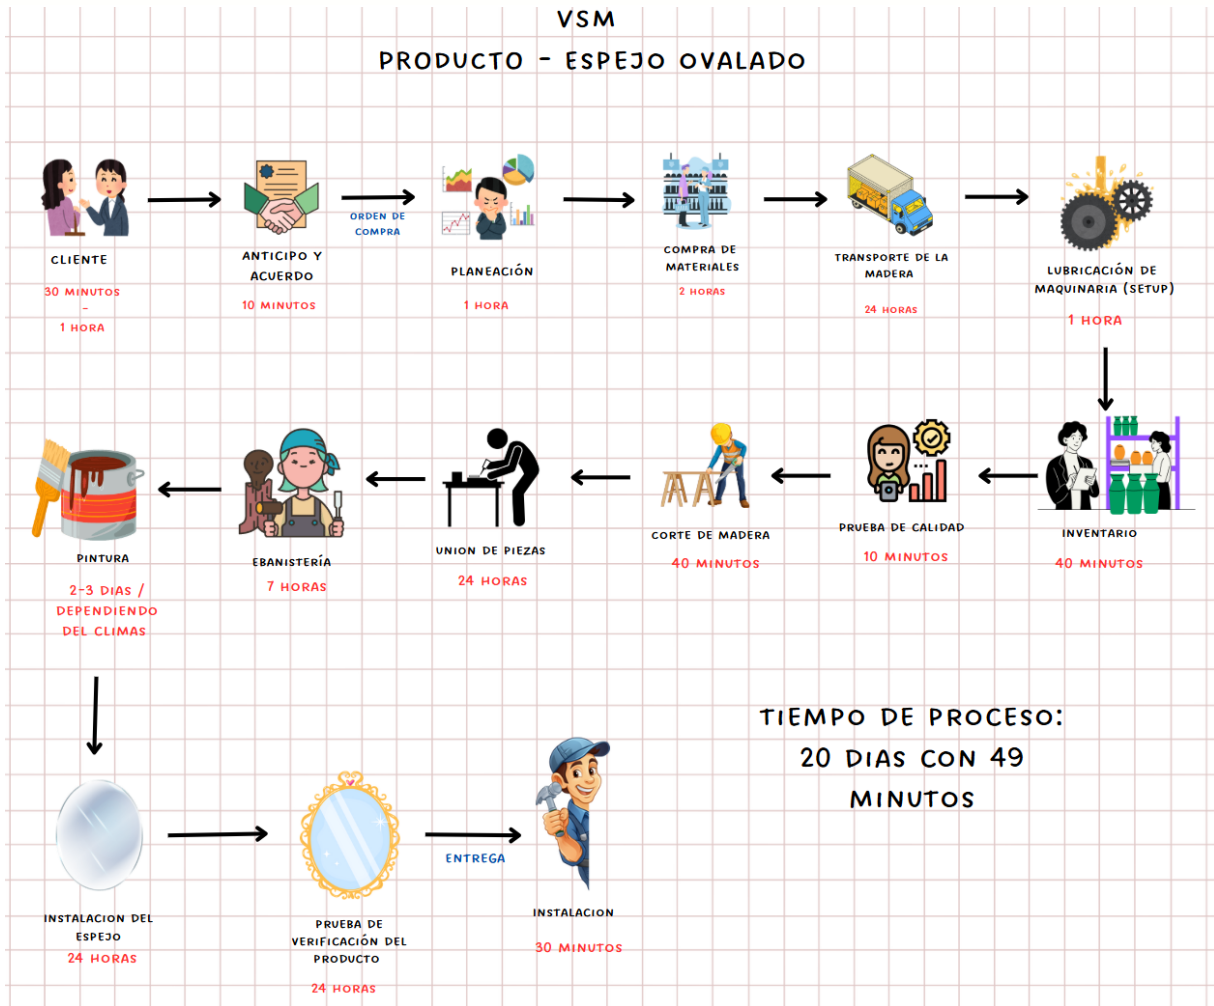 VSM
PRODUCTO - ESPEJO OVALADO
CLIENTE
30 MINUTOS
-
1 HORA
ANTICIPO Y
ACUERDO
10 MINUTOS
ORDEN DE
COMPRA
PLANEACIÓN
1 HORA
COMPRA DE
MATERIALES
2 HORAS
TRANSPORTE DE LA
MADERA
24 HORAS
LUBRICACIÓN DE
MAQUINARIA (SETUP)
1 HORA
INVENTARIO
40 MINUTOS
PRUEBA DE CALIDAD
10 MINUTOS
CORTE DE MADERA
40 MINUTOS
UNION DE PIEZAS
24 HORAS
EBANISTERÍA
7 HORAS
PINTURA
2-3 DIAS /
DEPENDIENDO
DEL CLIMAS
INSTALACION DEL
ESPEJO
24 HORAS
PRUEBA DE
VERIFICACIÓN DEL
PRODUCTO
24 HORAS
ENTREGA
INSTALACION
30 MINUTOS
TIEMPO DE PROCESO:
20 DIAS CON 49
MINUTOS